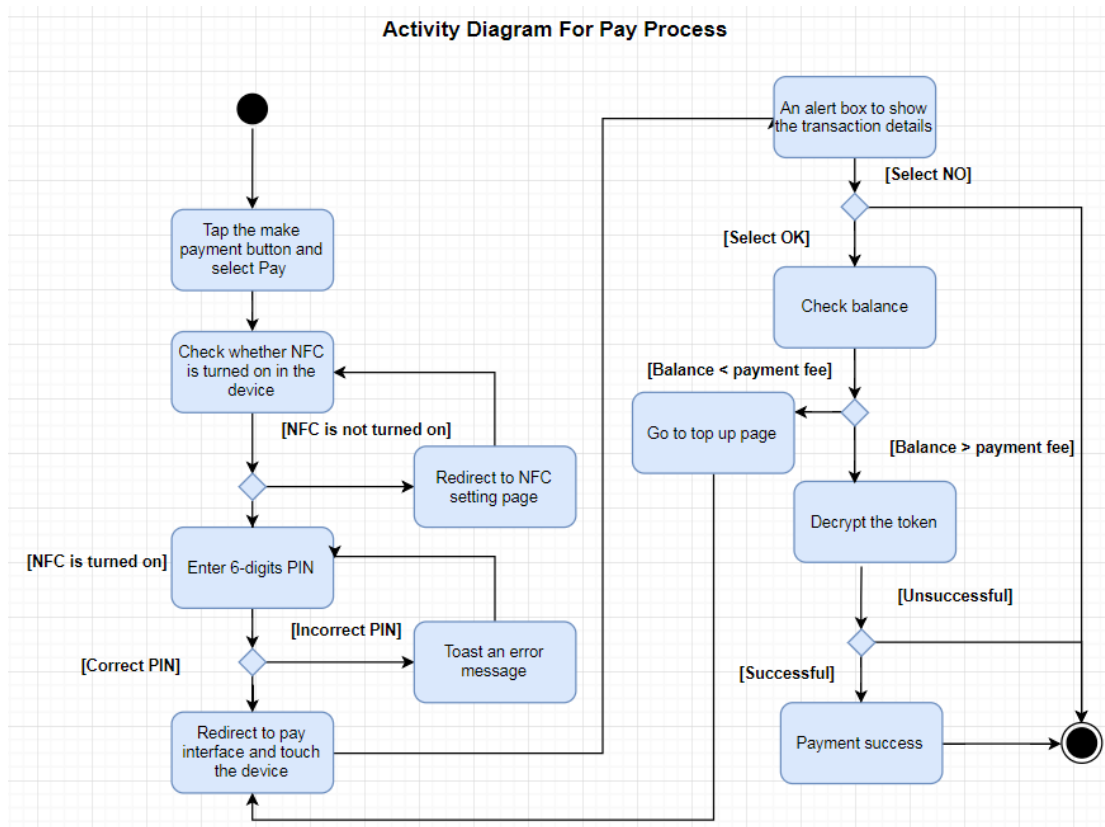 Activity Diagram For Pay Process
Tap the make
payment button and
select Pay
Check whether NFC
is turned on in the
device
[NFC is not turned on]
Redirect to NFC
setting page
[NFC is turned on]
Enter 6-digits PIN
[Incorrect PIN]
Toast an error
message
[Correct PIN]
Redirect to pay
interface and touch
the device
An alert box to show
the transaction details
[Select NO]
[Select OK]
Check balance
[Balance < payment fee]
Go to top up page
[Balance > payment fee]
Decrypt the token
[Unsuccessful]
[Successful]
Payment success